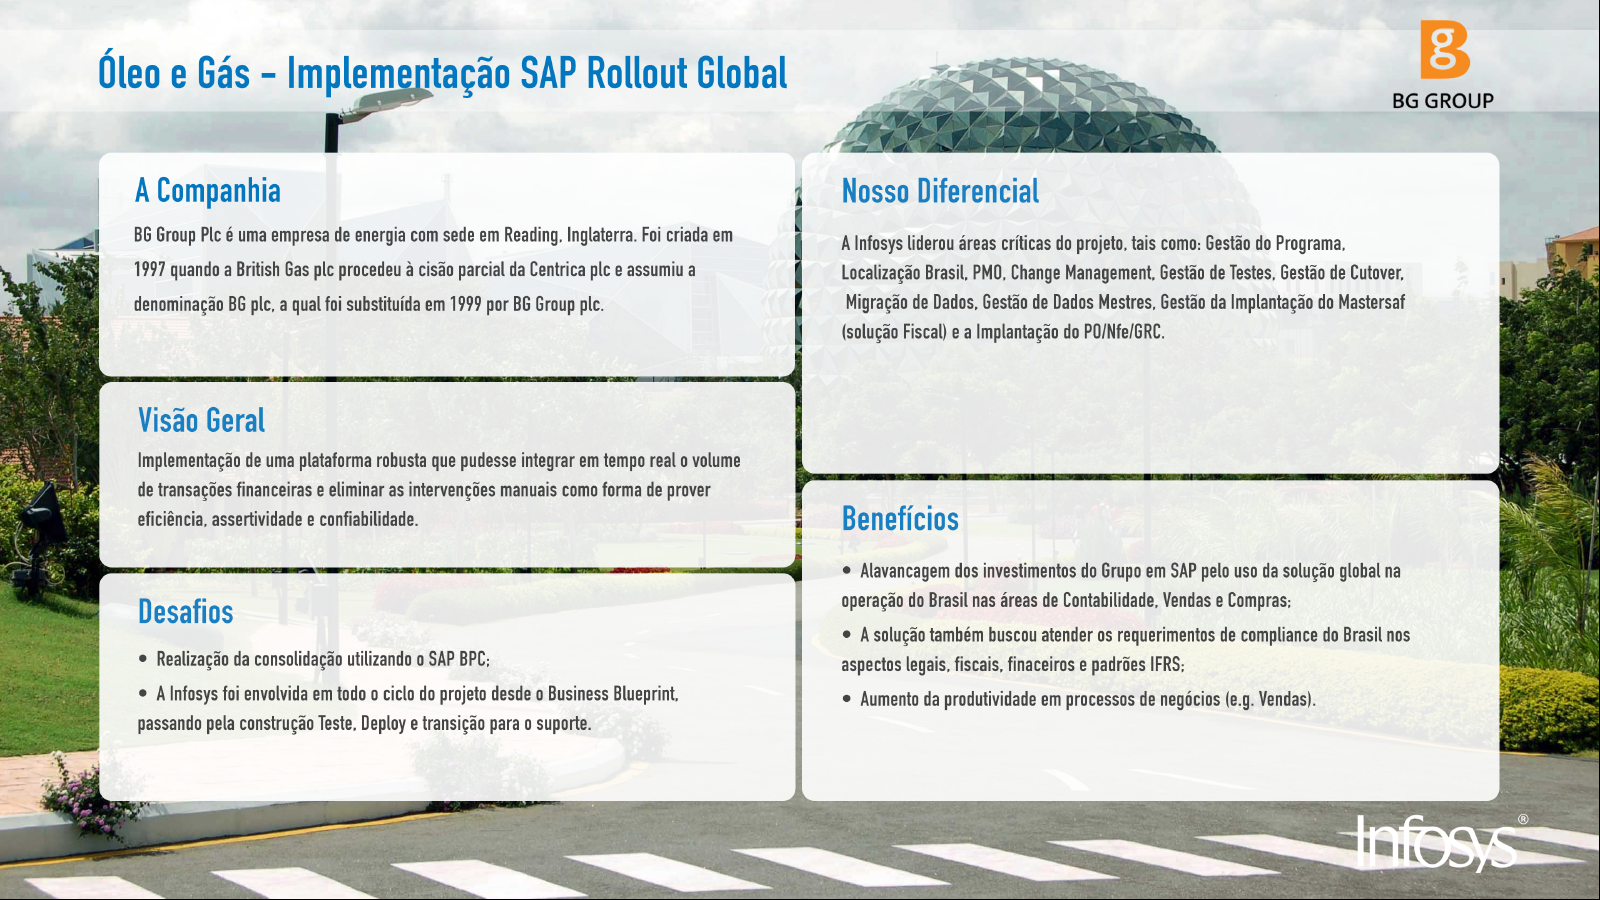 Óleo e Gás - Implementação SAP Rollout Global
BG GROUP
A Companhia
BG Group Plc é uma empresa de energia com sede em Reading, Inglaterra. Foi criada em
1997 quando a British Gas plc procedeu à cisão parcial da Centrica plc e assumiu a
denominação BG plc, a qual foi substituída em 1999 por BG Group plc.
Visão Geral
Implementação de uma plataforma robusta que pudesse integrar em tempo real o volume
de transações financeiras e eliminar as intervenções manuais como forma de prover
eficiência, assertividade e confiabilidade.
Desafios
• Realização da consolidação utilizando o SAP BPC;
• A Infosys foi envolvida em todo o ciclo do projeto desde o Business Blueprint,
passando pela construção Teste, Deploy e transição para o suporte.
Nosso Diferencial
A Infosys liderou áreas críticas do projeto, tais como: Gestão do Programa,
Localização Brasil, PMO, Change Management, Gestão de Testes, Gestão de Cutover,
Migração de Dados, Gestão de Dados Mestres, Gestão da Implantação do Mastersaf
(solução Fiscal) e a Implantação do PO/Nfe/GRC.
Benefícios
• Alavancagem dos investimentos do Grupo em SAP pelo uso da solução global na
operação do Brasil nas áreas de Contabilidade, Vendas e Compras;
• A solução também buscou atender os requerimentos de compliance do Brasil nos
aspectos legais, fiscais, finaceiros e padrões IFRS;
• Aumento da produtividade em processos de negócios (e.g. Vendas).
Infosys®